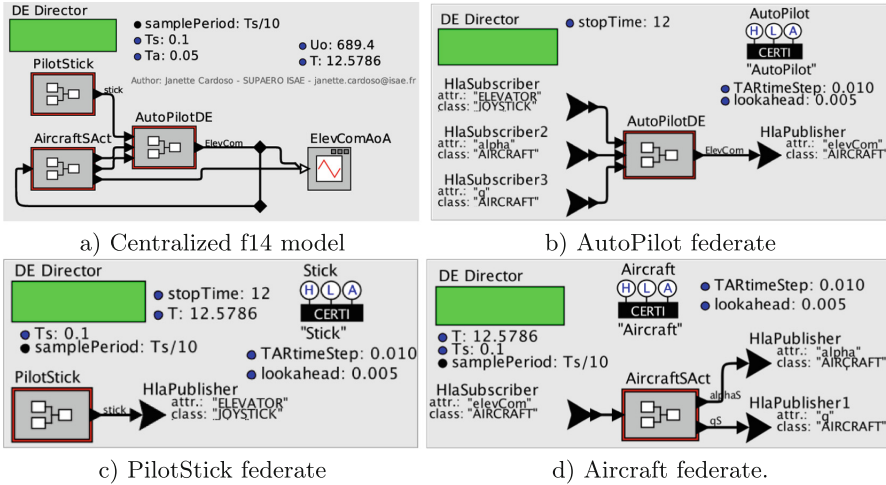 DE Director
samplePeriod: Ts/10
Ts: 0.1
Ta: 0.05
Uo: 689.4
T: 12.5786
Author: Janette Cardoso - SUPAERO ISAE - janette.cardoso@isae.fr
PilotStick
stick
AutoPilotDE
AircraftSAct
ElevCom
ElevComAoA
a) Centralized f14 model
DE Director
stopTime: 12
AutoPilot
H L A
CERTI
"AutoPilot"
TARtimeStep: 0.010
lookahead: 0.005
HlaSubscriber
attr.: "ELEVATOR"
class: "JOYSTICK"
HlaSubscriber2
attr.: "alpha"
class: "AIRCRAFT"
HlaSubscriber3
attr.: "q"
class: "AIRCRAFT"
AutoPilotDE
ElevCom
HlaPublisher
attr.: "elevCom"
class: "AIRCRAFT"
b) AutoPilot federate
DE Director
stopTime: 12
T: 12.5786
Stick
H L A
CERTI
"Stick"
Ts: 0.1
samplePeriod: Ts/10
TARtimeStep: 0.010
lookahead: 0.005
PilotStick
stick
HlaPublisher
attr.: "ELEVATOR"
class: "JOYSTICK"
c) PilotStick federate
DE Director
Aircraft
H L A
CERTI
"Aircraft"
TARtimeStep: 0.010
lookahead: 0.005
T: 12.5786
Ts: 0.1
samplePeriod: Ts/10
HlaSubscriber
attr.: "elevCom"
class: "AIRCRAFT"
AircraftSAct
alphaS
qS
HlaPublisher
attr.: "alpha"
class: "AIRCRAFT"
HlaPublisher1
attr.: "q"
class: "AIRCRAFT"
d) Aircraft federate.